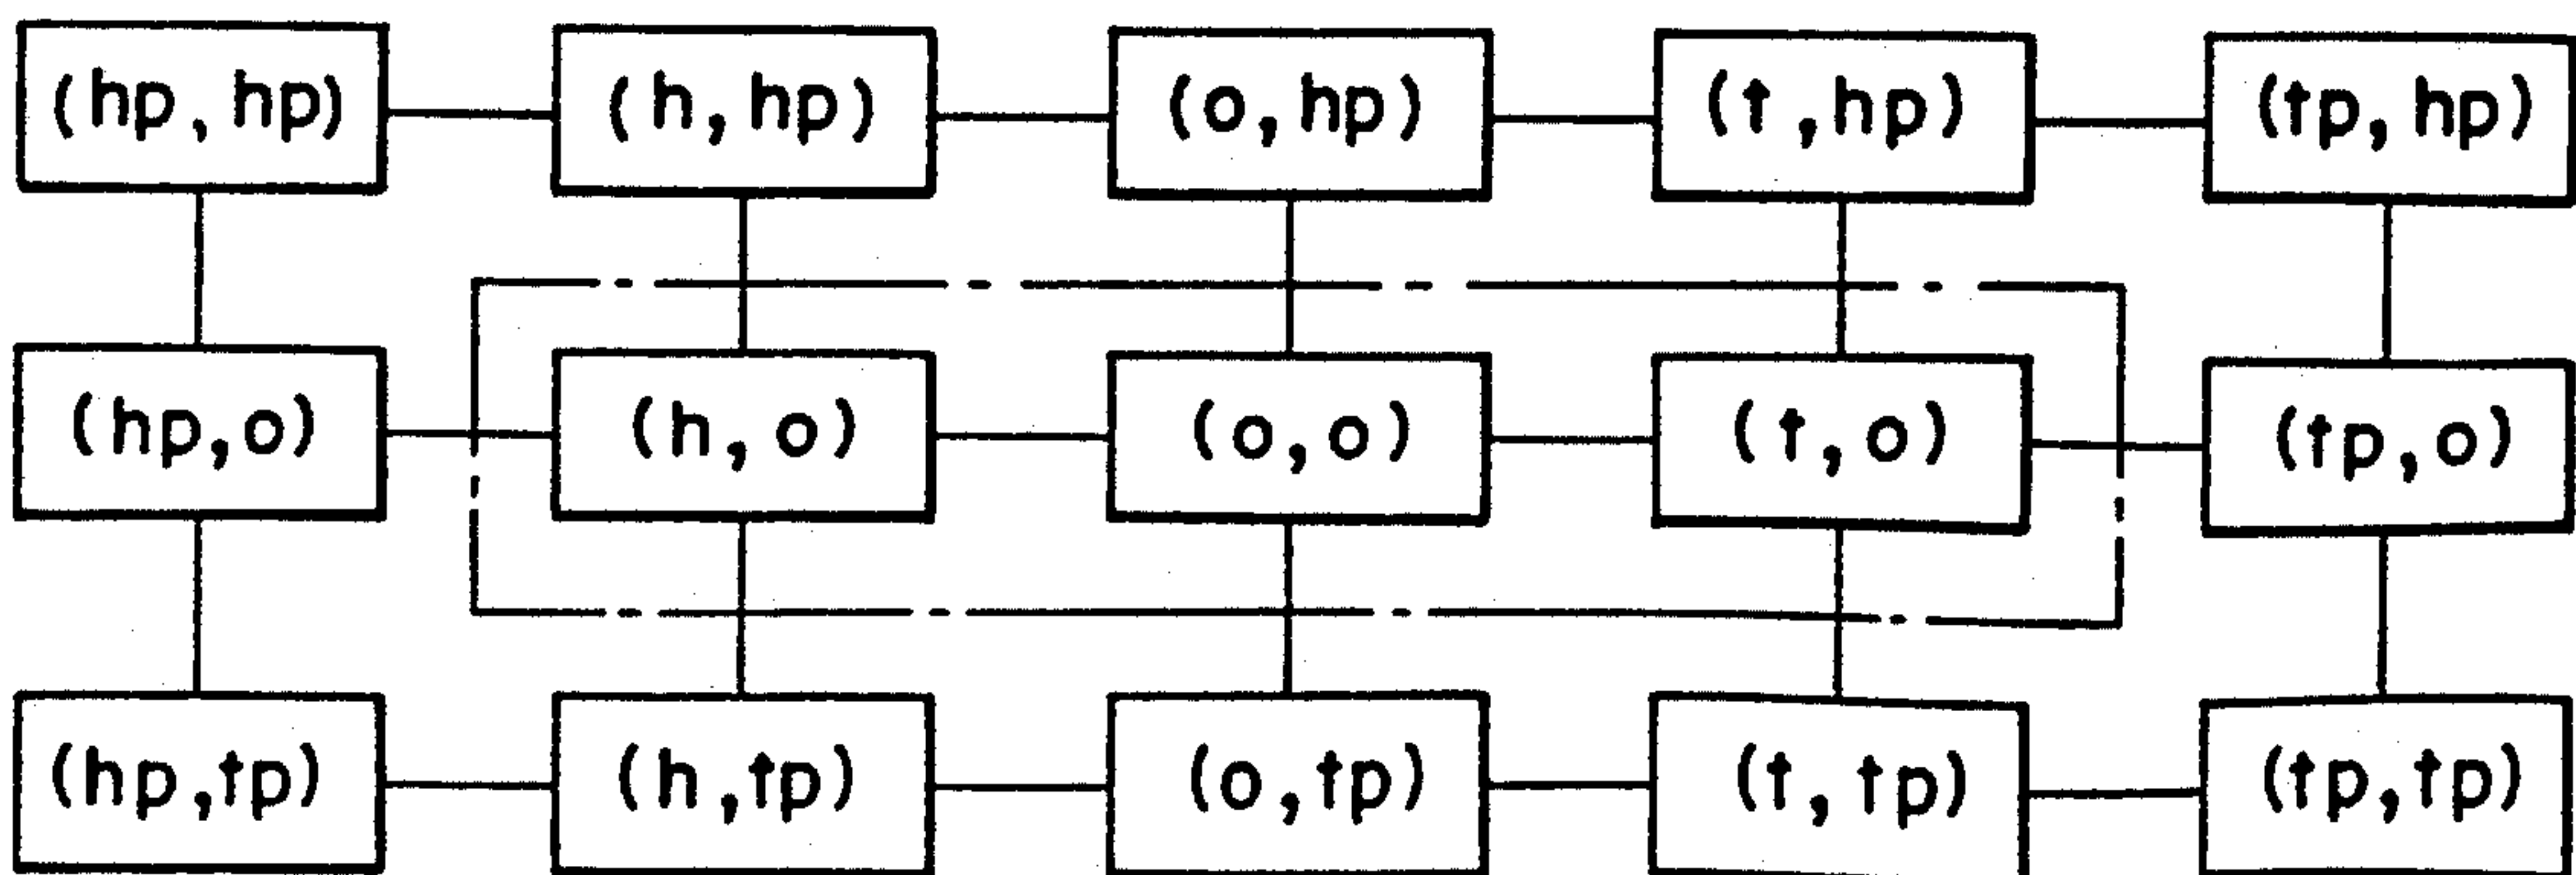 (hp, hp) (h, hp) (o, hp) (t, hp) (tp, hp)
(hp, o) (h, o) (o, o) (t, o) (tp, o)
(hp, tp) (h, tp) (o, tp) (t, tp) (tp, tp)